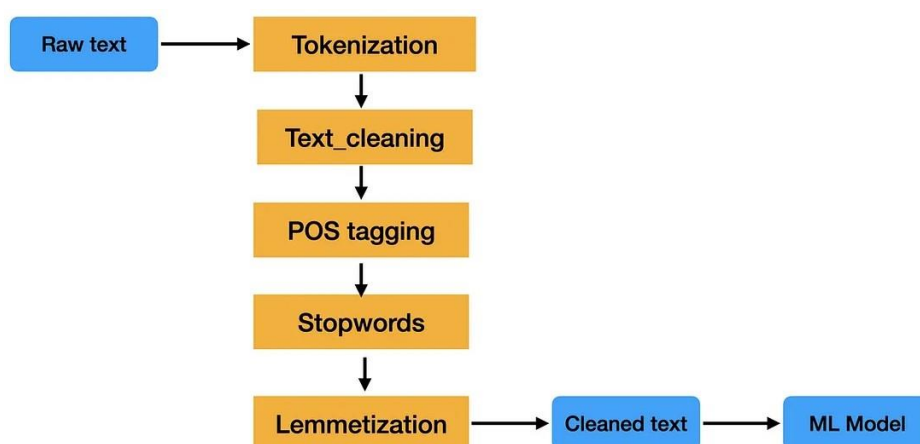 Raw text
Tokenization
Text_cleaning
POS tagging
Stopwords
Lemmetization
Cleaned text
ML Model